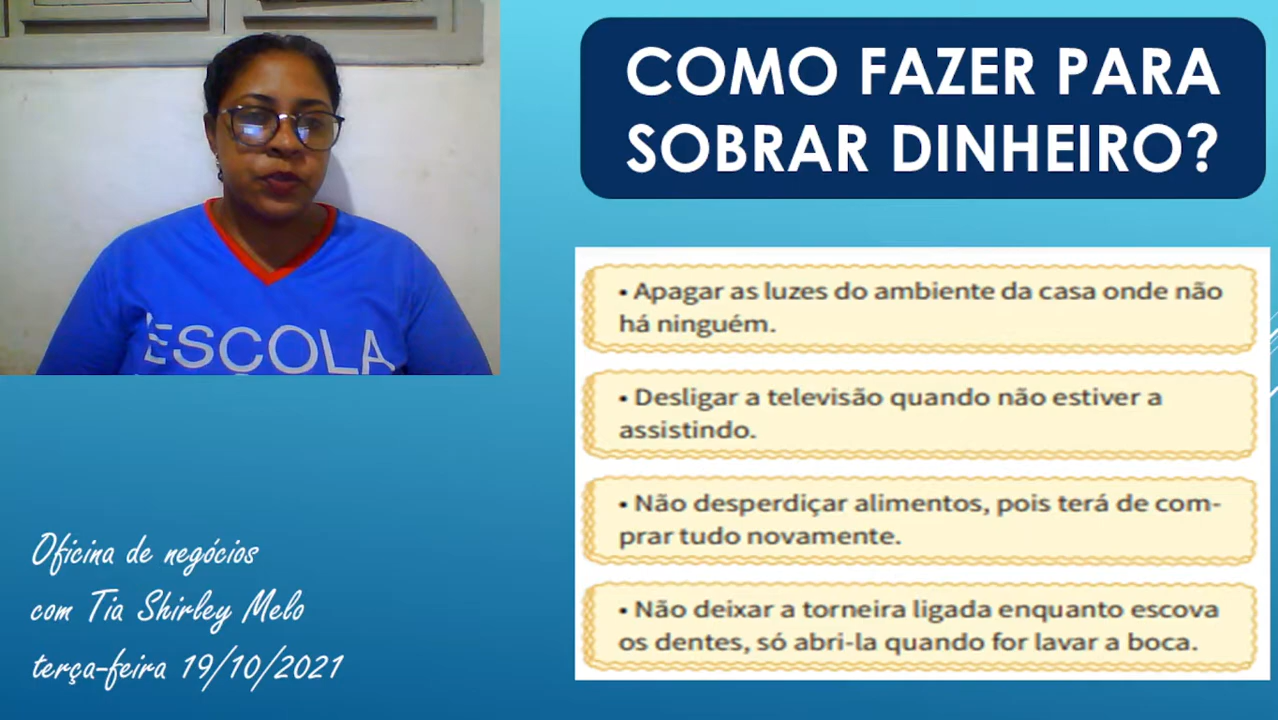 COMO FAZER PARA
SOBRAR DINHEIRO?
ESCOLA
• Apagar as luzes do ambiente da casa onde não
há ninguém.
• Desligar a televisão quando não estiver a
assistindo.
• Não desperdiçar alimentos, pois terá de com-
prar tudo novamente.
• Não deixar a torneira ligada enquanto escova
os dentes, só abri-la quando for lavar a boca.
Oficina de negócios
com Tia Shirley Melo
terça-feira 19/10/2021